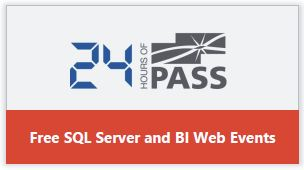 24 HOURS OF PASS
Free SQL Server and BI Web Events